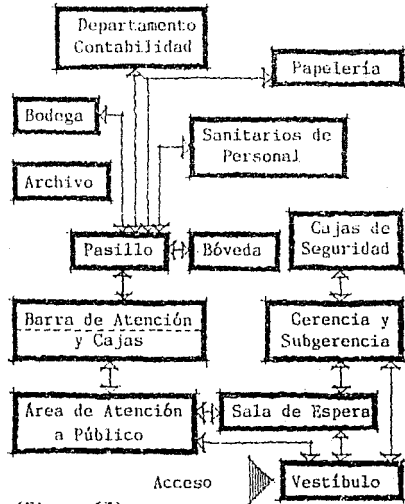 Departamento
Contabilidad
Papelería
Bodega
Sanitarios de
Personal
Archivo
Cajas de
Seguridad
Pasillo
Bóveda
Barra de Atención
y Cajas
Gerencia y
Subgerencia
Area de Atención
a Público
Sala de Espera
Acceso
Vestíbulo